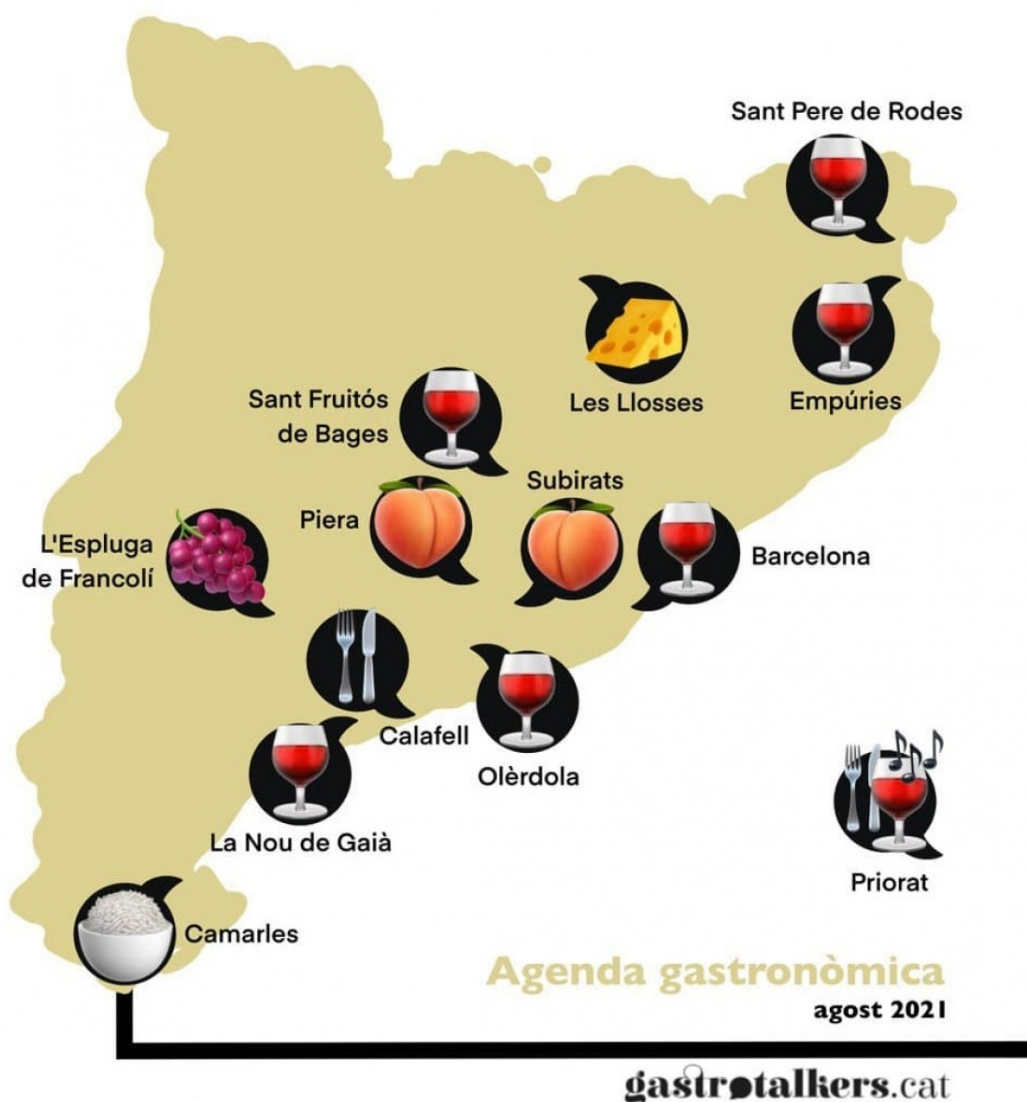 Sant Pere de Rodes
Les Llosses
Empúries
Sant Fruitós
de Bages
Subirats
Piera
L'Espluga
de Francolí
Barcelona
Calafell
Olèrdola
La Nou de Gaià
Priorat
Camarles
Agenda gastronòmica
agost 2021
gastrotalkers.cat